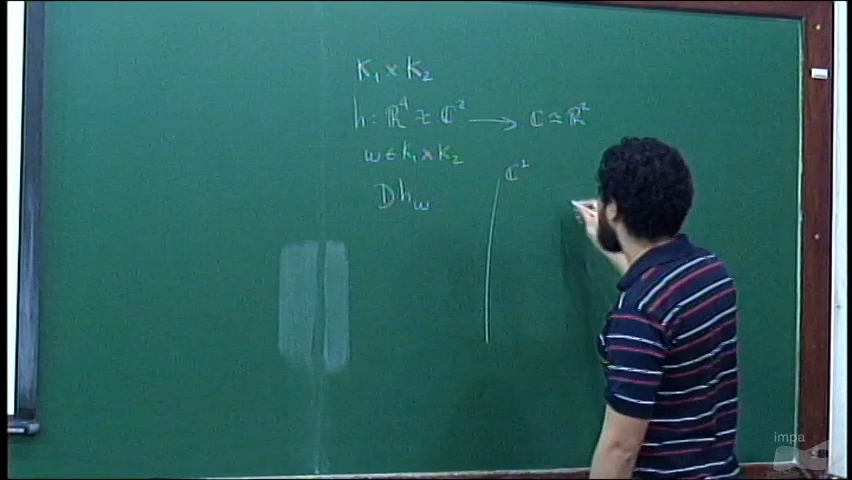 K₁ × K₂
h : ℝ⁴ ≈ ℂ² → ℂ ≃ ℝ²
w ∈ K₁ × K₂
Dh_w
ℂ²
impa